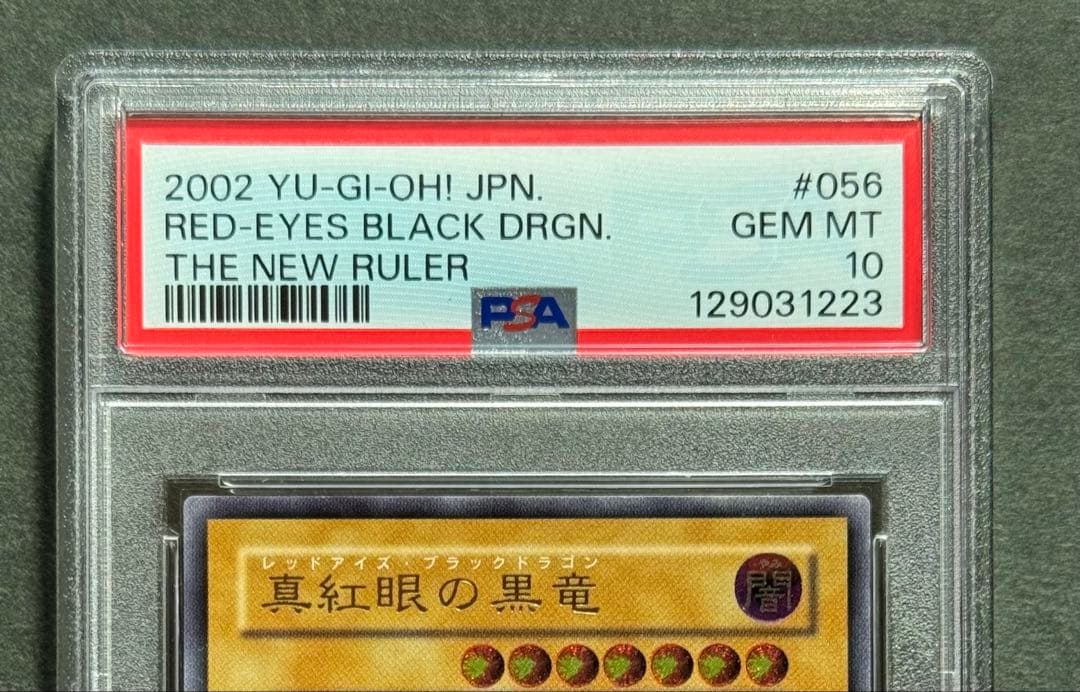 2002 YU-GI-OH! JPN. #056
RED-EYES BLACK DRGN. GEM MT
THE NEW RULER 10
129031223
PSA
レッドアイズ・ブラックドラゴン
真紅眼の黒竜
やみ
闇